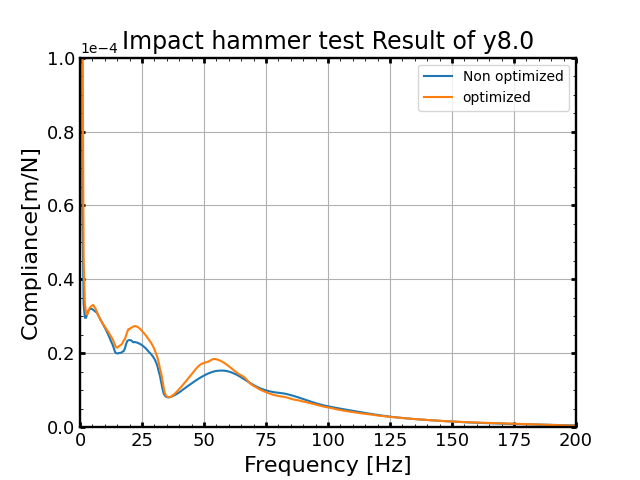 Impact hammer test Result of y8.0
1e−4
Non optimized
optimized
1.0
0.8
0.6
0.4
0.2
0.0
Compliance[m/N]
0 25 50 75 100 125 150 175 200
Frequency [Hz]